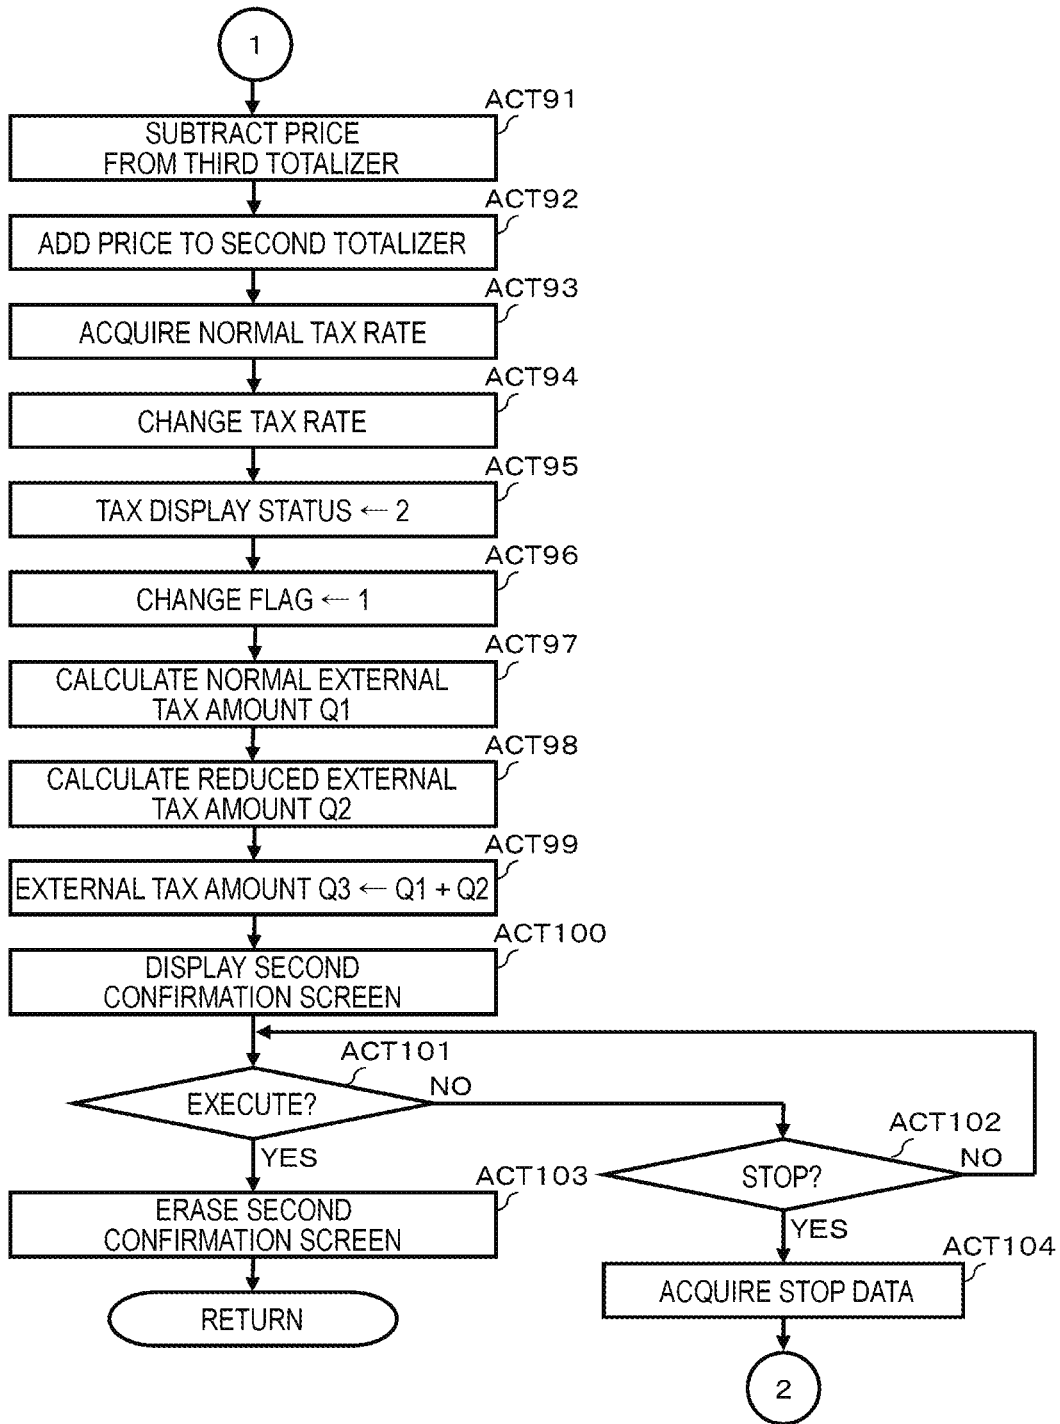 1
ACT91
SUBTRACT PRICE
FROM THIRD TOTALIZER
ACT92
ADD PRICE TO SECOND TOTALIZER
ACT93
ACQUIRE NORMAL TAX RATE
ACT94
CHANGE TAX RATE
ACT95
TAX DISPLAY STATUS ← 2
ACT96
CHANGE FLAG ← 1
ACT97
CALCULATE NORMAL EXTERNAL
TAX AMOUNT Q1
ACT98
CALCULATE REDUCED EXTERNAL
TAX AMOUNT Q2
ACT99
EXTERNAL TAX AMOUNT Q3 ← Q1 + Q2
ACT100
DISPLAY SECOND
CONFIRMATION SCREEN
ACT101
EXECUTE?
NO
YES
ACT102
STOP?
NO
YES
ACT103
ERASE SECOND
CONFIRMATION SCREEN
RETURN
ACT104
ACQUIRE STOP DATA
2